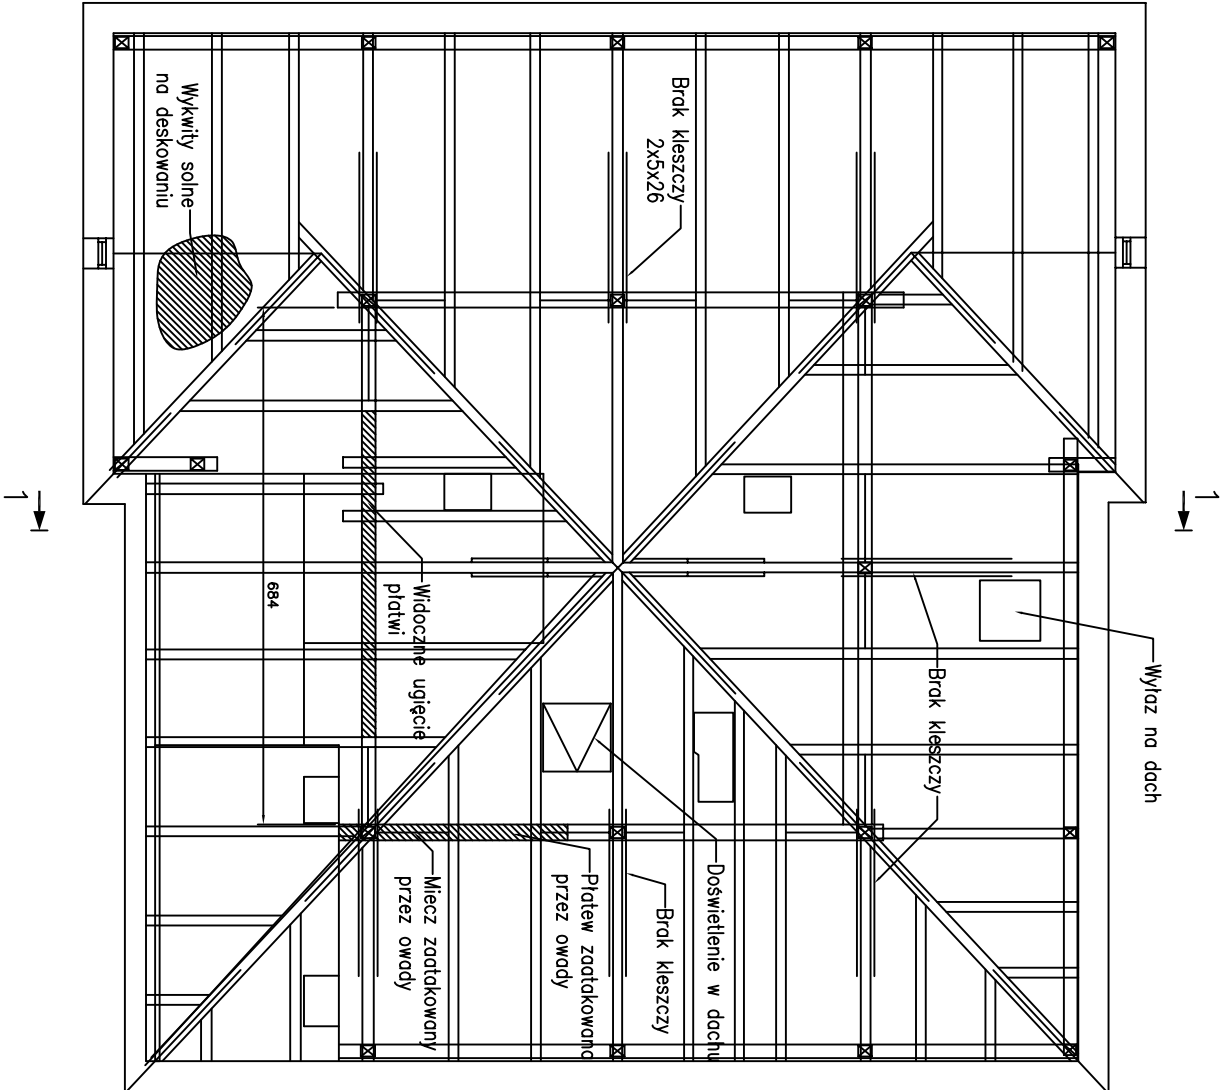 Brak kleszczy
2x5x26
Wykwity solne
na deskowaniu
1
1
Wyłaz na dach
Brak kleszczy
Widoczne ugięcie
płatwi
684
Doświetlenie w dachu
Brak kleszczy
Płatew zaatakowana
przez owady
Miecz zaatakowany
przez owady